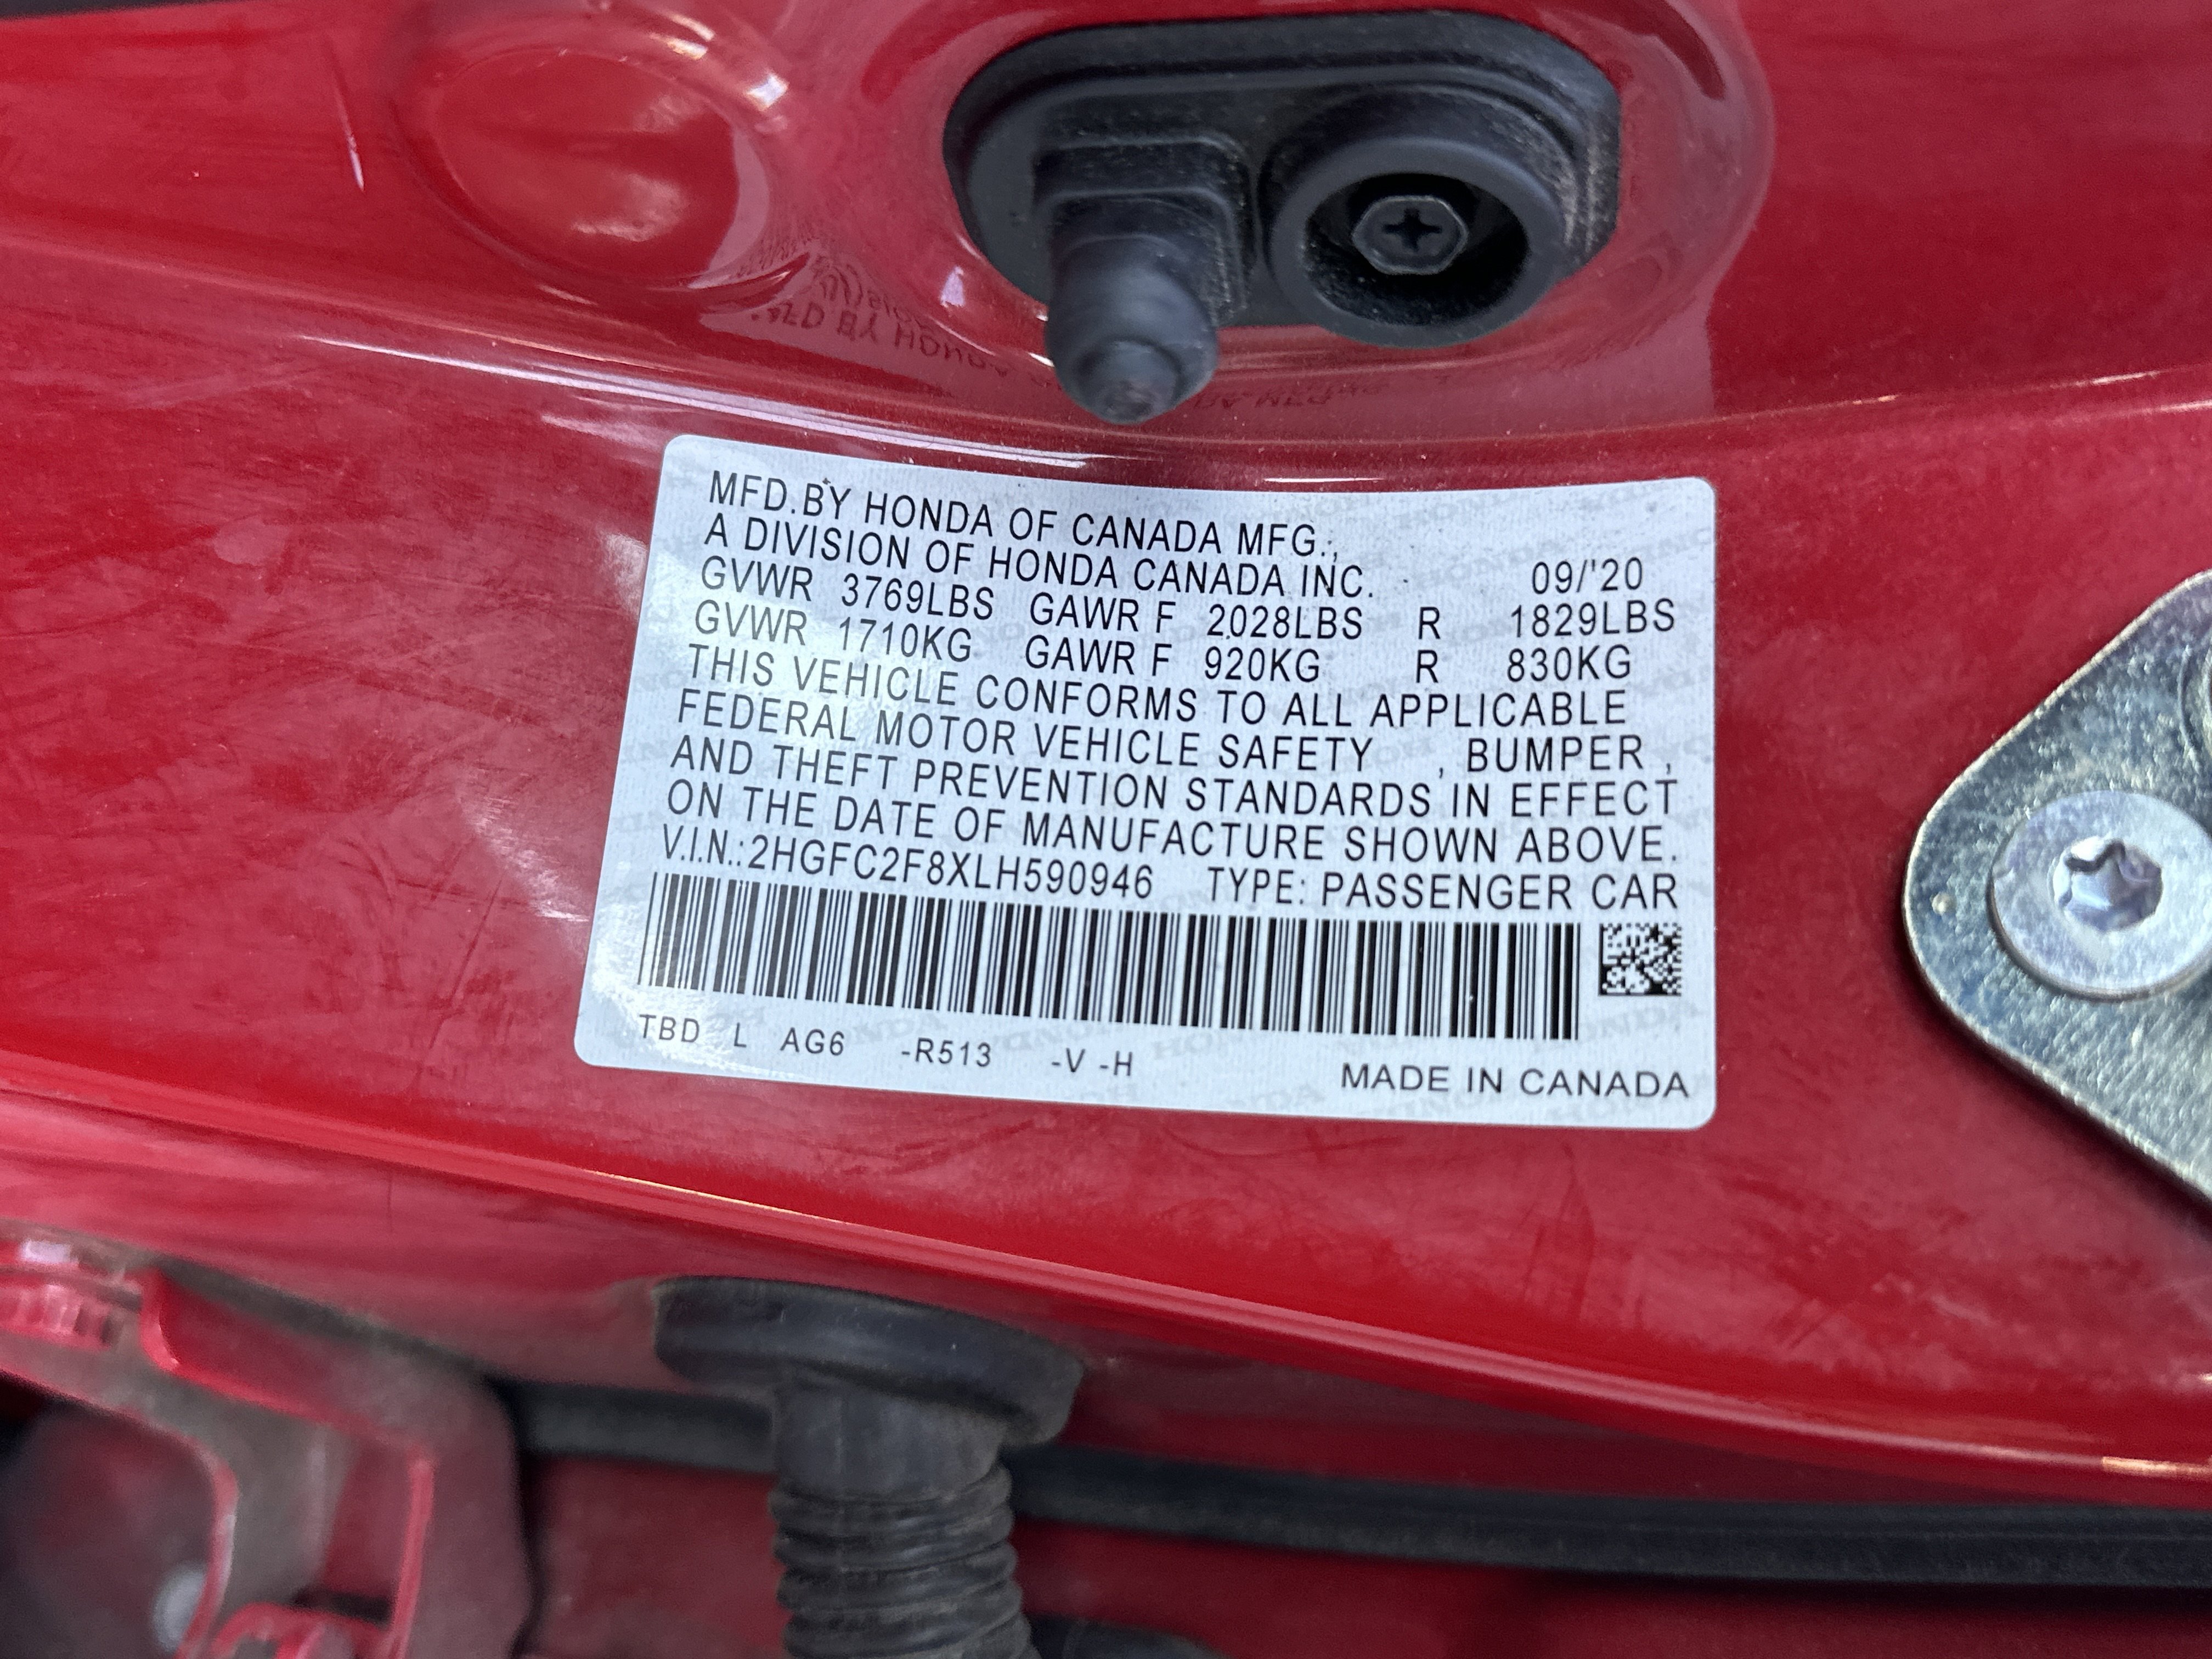 MFD.BY HONDA OF CANADA MFG.,
A DIVISION OF HONDA CANADA INC. 09/'20
GVWR 3769LBS GAWR F 2028LBS R 1829LBS
GVWR 1710KG GAWR F 920KG R 830KG
THIS VEHICLE CONFORMS TO ALL APPLICABLE
FEDERAL MOTOR VEHICLE SAFETY , BUMPER ,
AND THEFT PREVENTION STANDARDS IN EFFECT
ON THE DATE OF MANUFACTURE SHOWN ABOVE.
V.I.N.:2HGFC2F8XLH590946 TYPE: PASSENGER CAR
TBD L AG6 -R513 -V -H
MADE IN CANADA